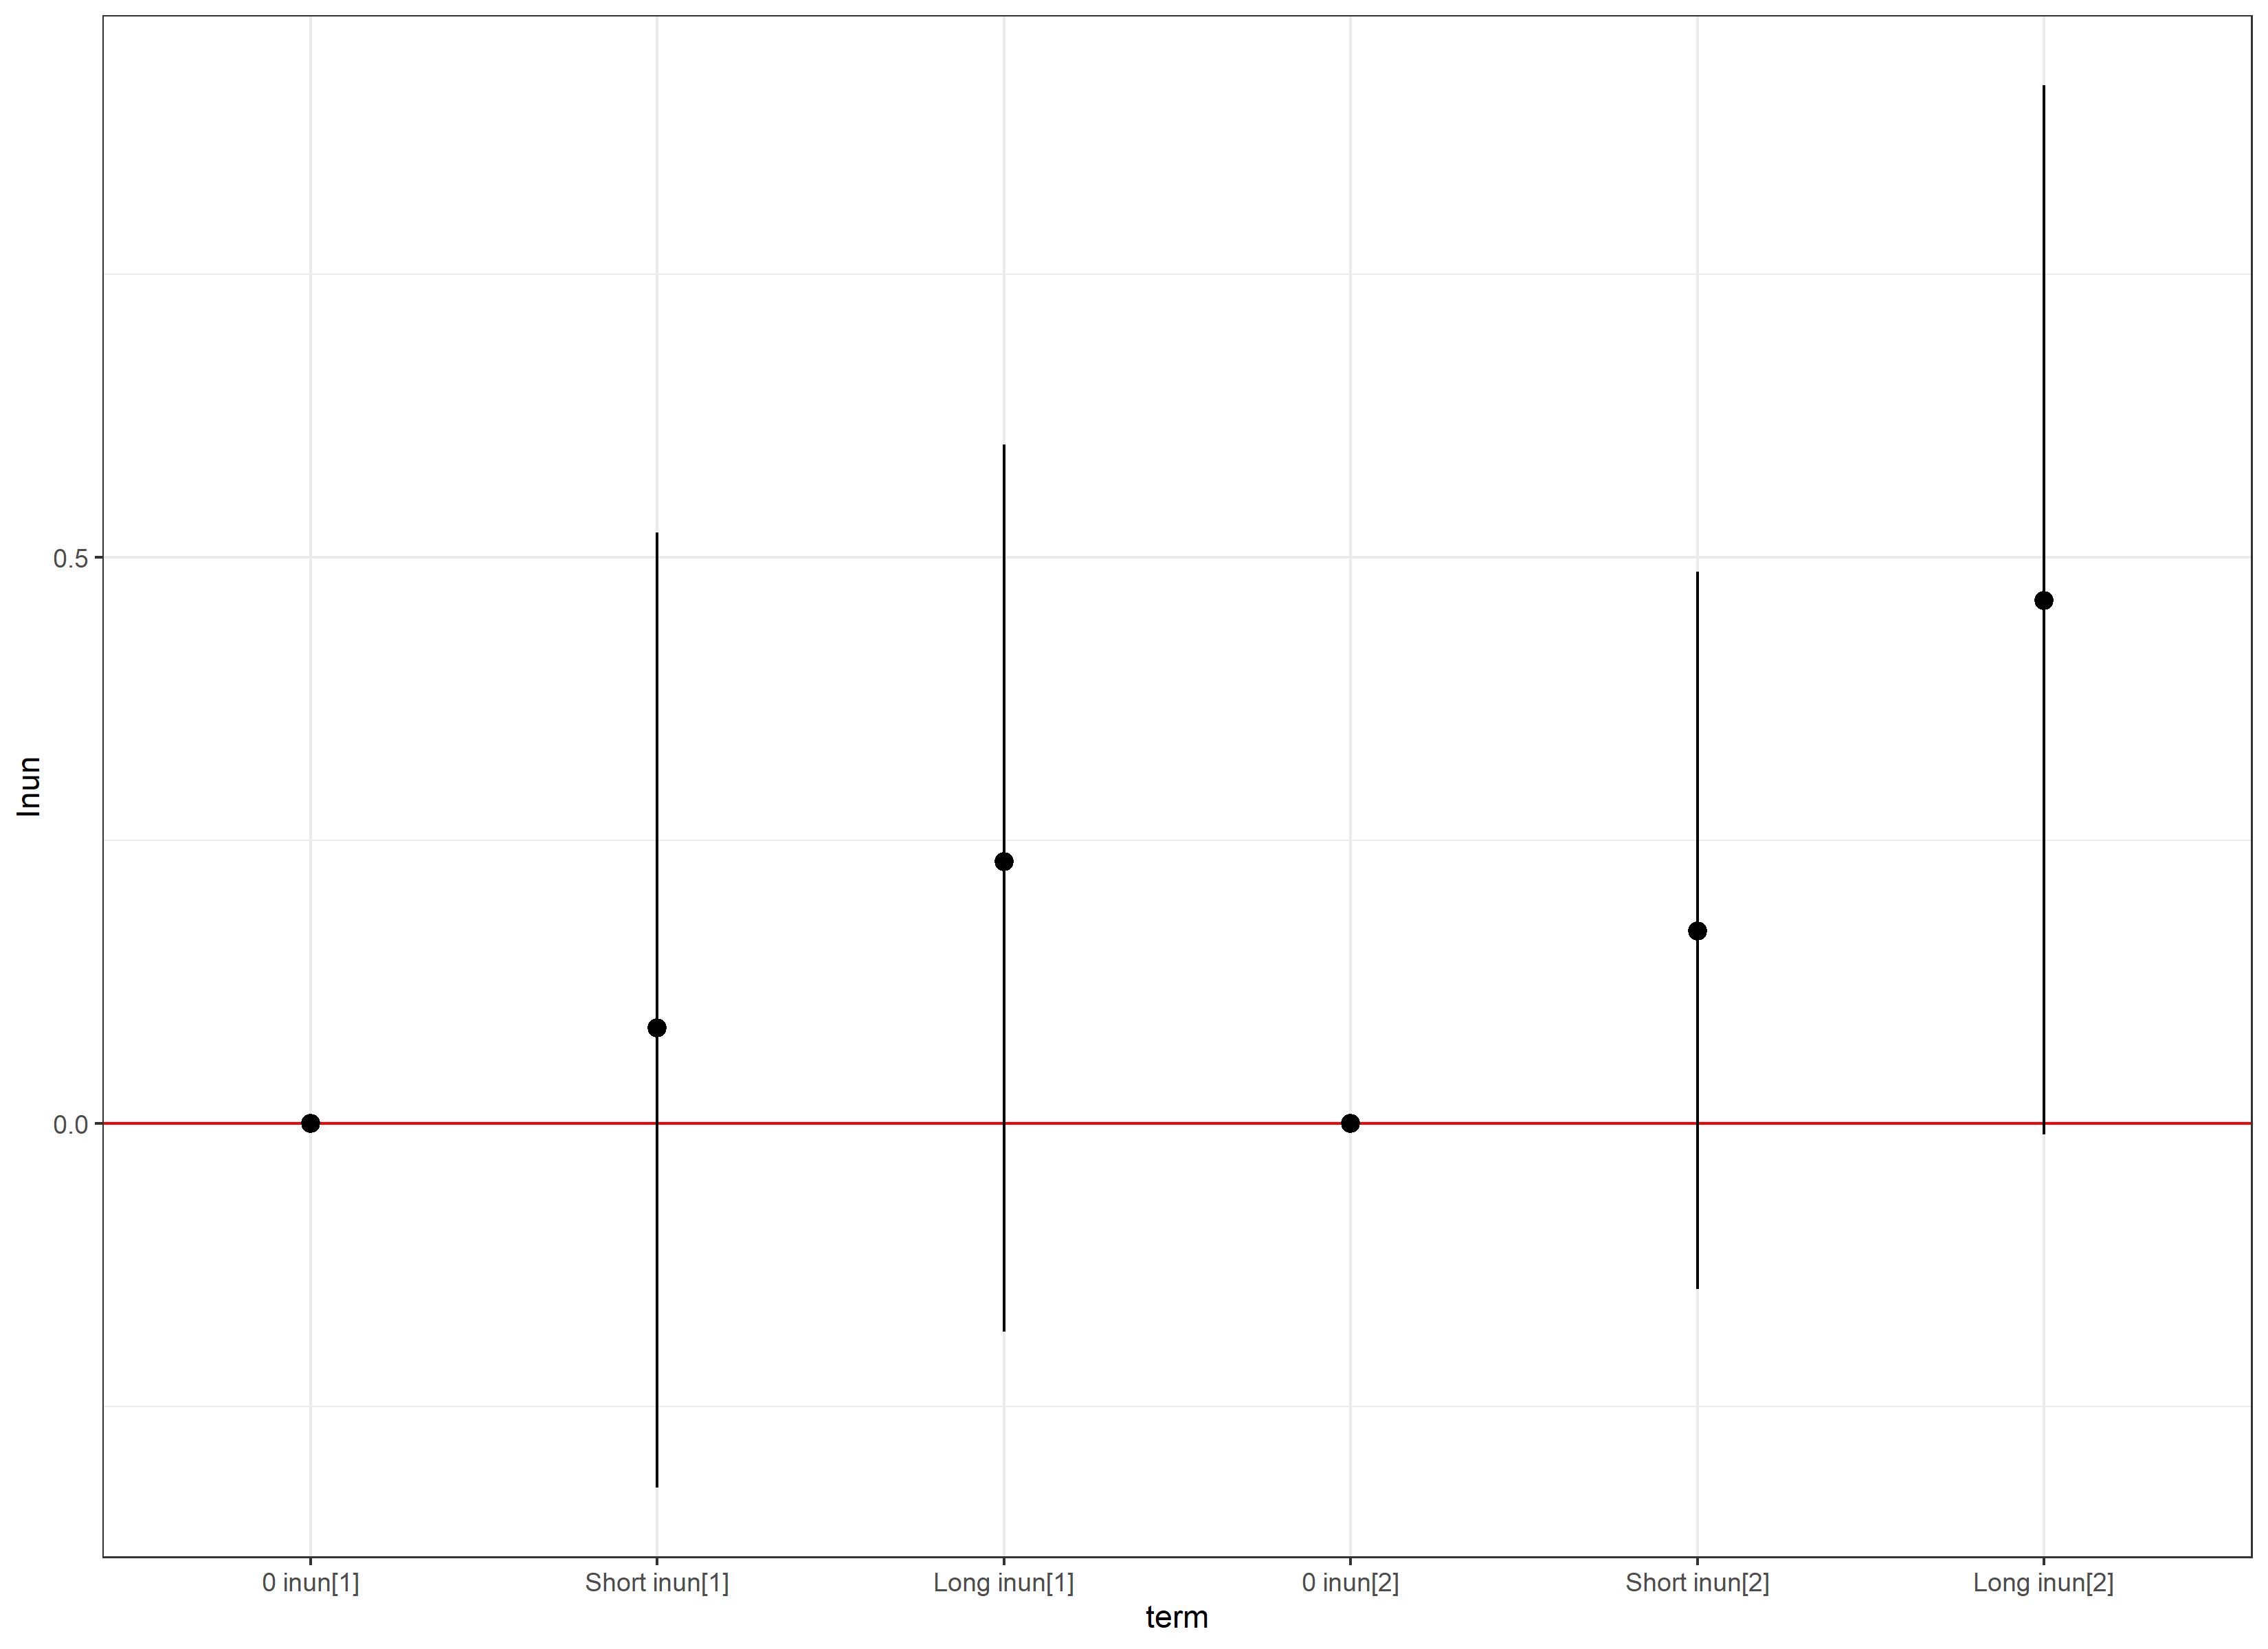 Inun
0.5
0.0
0 inun[1]
Short inun[1]
Long inun[1]
0 inun[2]
Short inun[2]
Long inun[2]
term